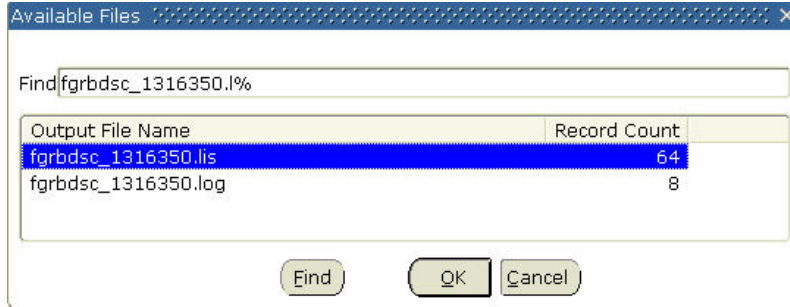 Available Files
Find fgrbdsc_1316350.l%
Output File Name Record Count
fgrbdsc_1316350.lis 64
fgrbdsc_1316350.log 8
Find OK Cancel